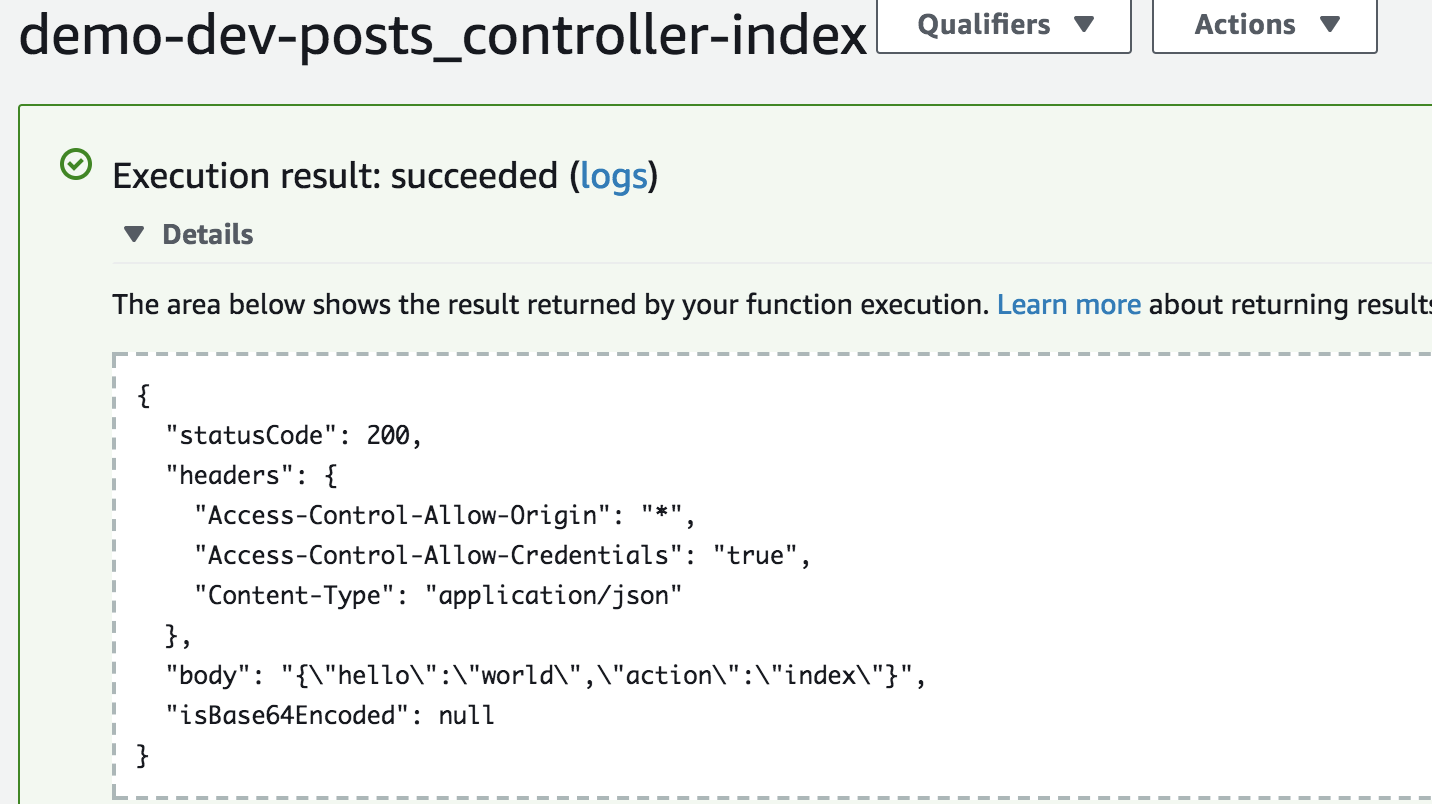 demo-dev-posts_controller-index Qualifiers ▼ Actions ▼
Execution result: succeeded (logs)
▼ Details
The area below shows the result returned by your function execution. Learn more about returning results
{
  "statusCode": 200,
  "headers": {
    "Access-Control-Allow-Origin": "*",
    "Access-Control-Allow-Credentials": "true",
    "Content-Type": "application/json"
  },
  "body": "{\"hello\":\"world\",\"action\":\"index\"}",
  "isBase64Encoded": null
}